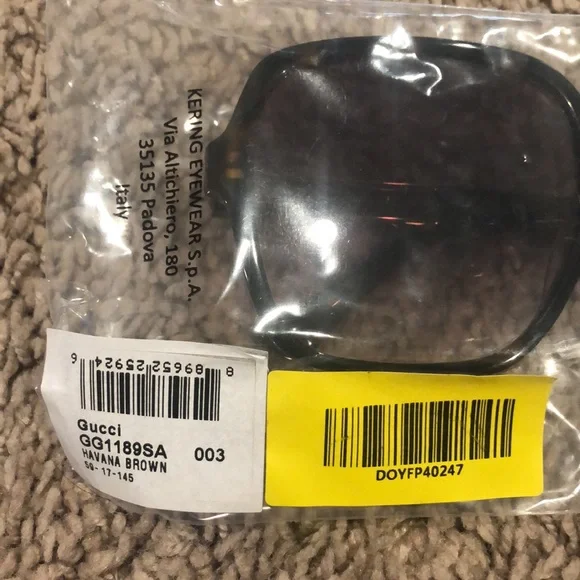 KERING EYEWEAR S.p.A.
Via Altichiero, 180
35135 Padova
Italy
8 89652 25924 6
Gucci
GG1189SA 003
HAVANA BROWN
59-17-145
DOYFP40247